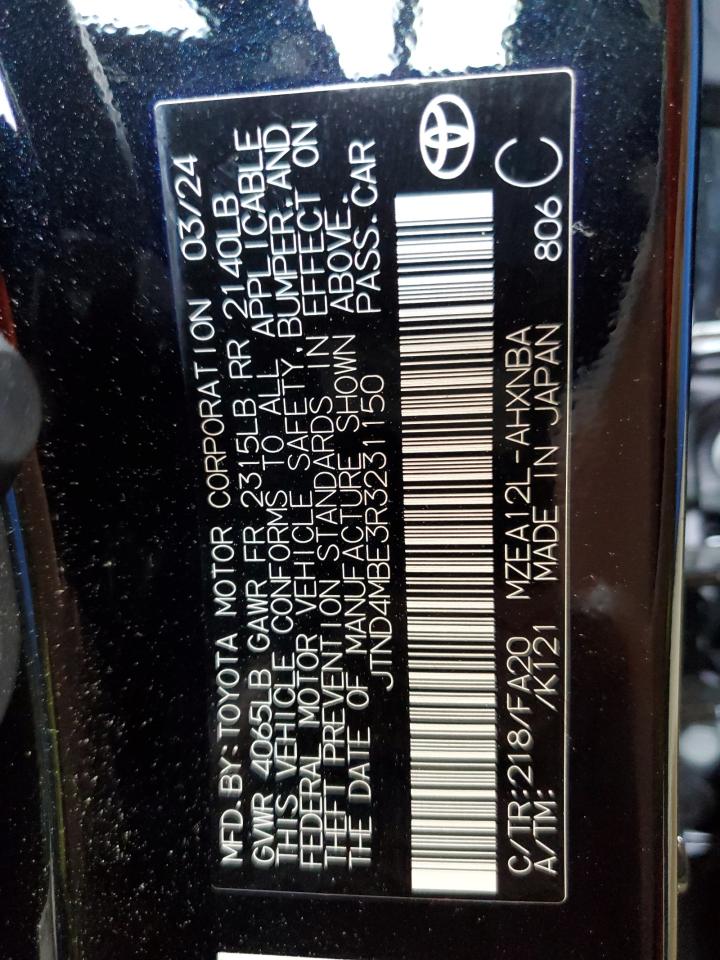 MFD.BY:TOYOTA MOTOR CORPORATION 03/24
GVWR 4065LB GAWR FR 2315LB RR 2140LB
THIS VEHICLE CONFORMS TO ALL APPLICABLE
FEDERAL MOTOR VEHICLE SAFETY,BUMPER,AND
THEFT PREVENTION STANDARDS IN EFFECT ON
THE DATE OF MANUFACTURE SHOWN ABOVE.
JTND4MBE3R3231150 PASS.CAR
C/TR:218/FA20 MZEA12L-AHXNBA C
A/TM: /K121 MADE IN JAPAN 806